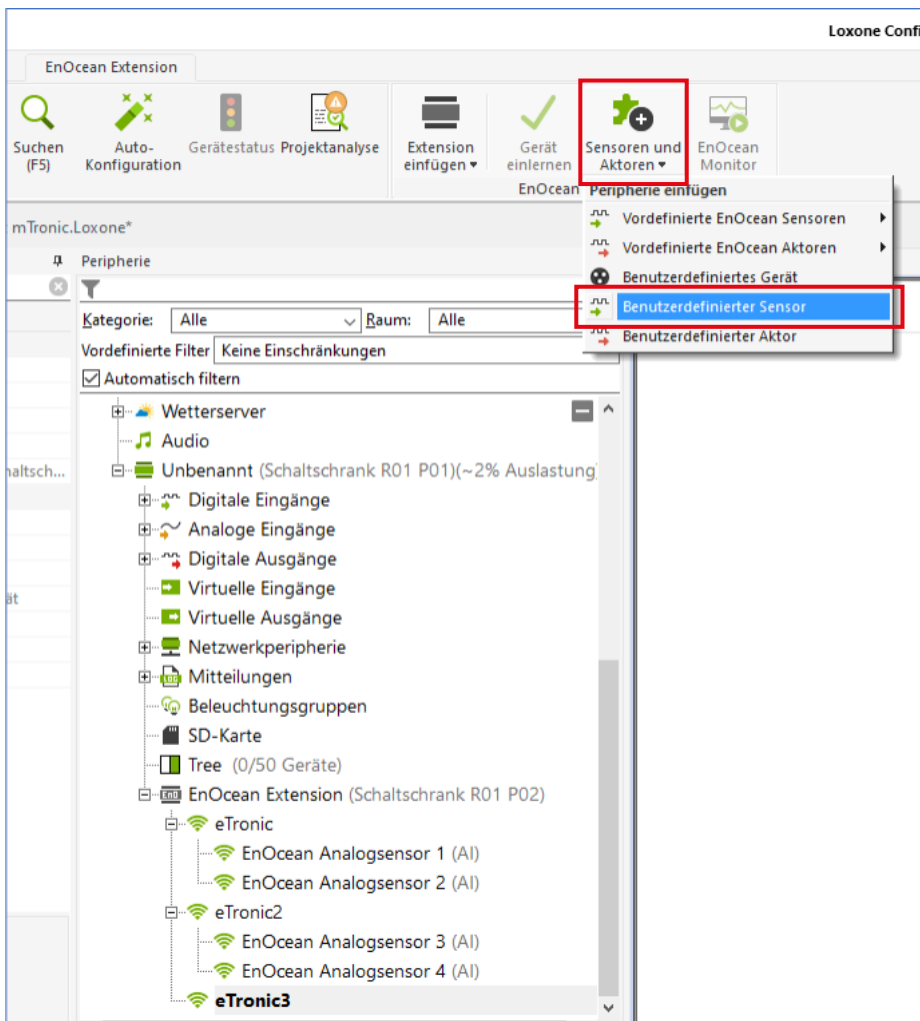 Loxone Confi
EnOcean Extension
Suchen
(F5)
Auto-
Konfiguration
Gerätestatus
Projektanalyse
Extension
einfügen
Gerät
einlernen
Sensoren und
Aktoren
EnOcean
Monitor
EnOcean
Peripherie einfügen
Vordefinierte EnOcean Sensoren
Vordefinierte EnOcean Aktoren
Benutzerdefiniertes Gerät
Benutzerdefinierter Sensor
Benutzerdefinierter Aktor
mTronic.Loxone*
Peripherie
Kategorie: Alle Raum: Alle
Vordefinierte Filter Keine Einschränkungen
Automatisch filtern
Wetterserver
Audio
haltsch...
Unbenannt (Schaltschrank R01 P01)(~2% Auslastung)
Digitale Eingänge
Analoge Eingänge
Digitale Ausgänge
Virtuelle Eingänge
ät
Virtuelle Ausgänge
Netzwerkperipherie
Mitteilungen
Beleuchtungsgruppen
SD-Karte
Tree (0/50 Geräte)
EnO
EnOcean Extension (Schaltschrank R01 P02)
eTronic
EnOcean Analogsensor 1 (AI)
EnOcean Analogsensor 2 (AI)
eTronic2
EnOcean Analogsensor 3 (AI)
EnOcean Analogsensor 4 (AI)
eTronic3